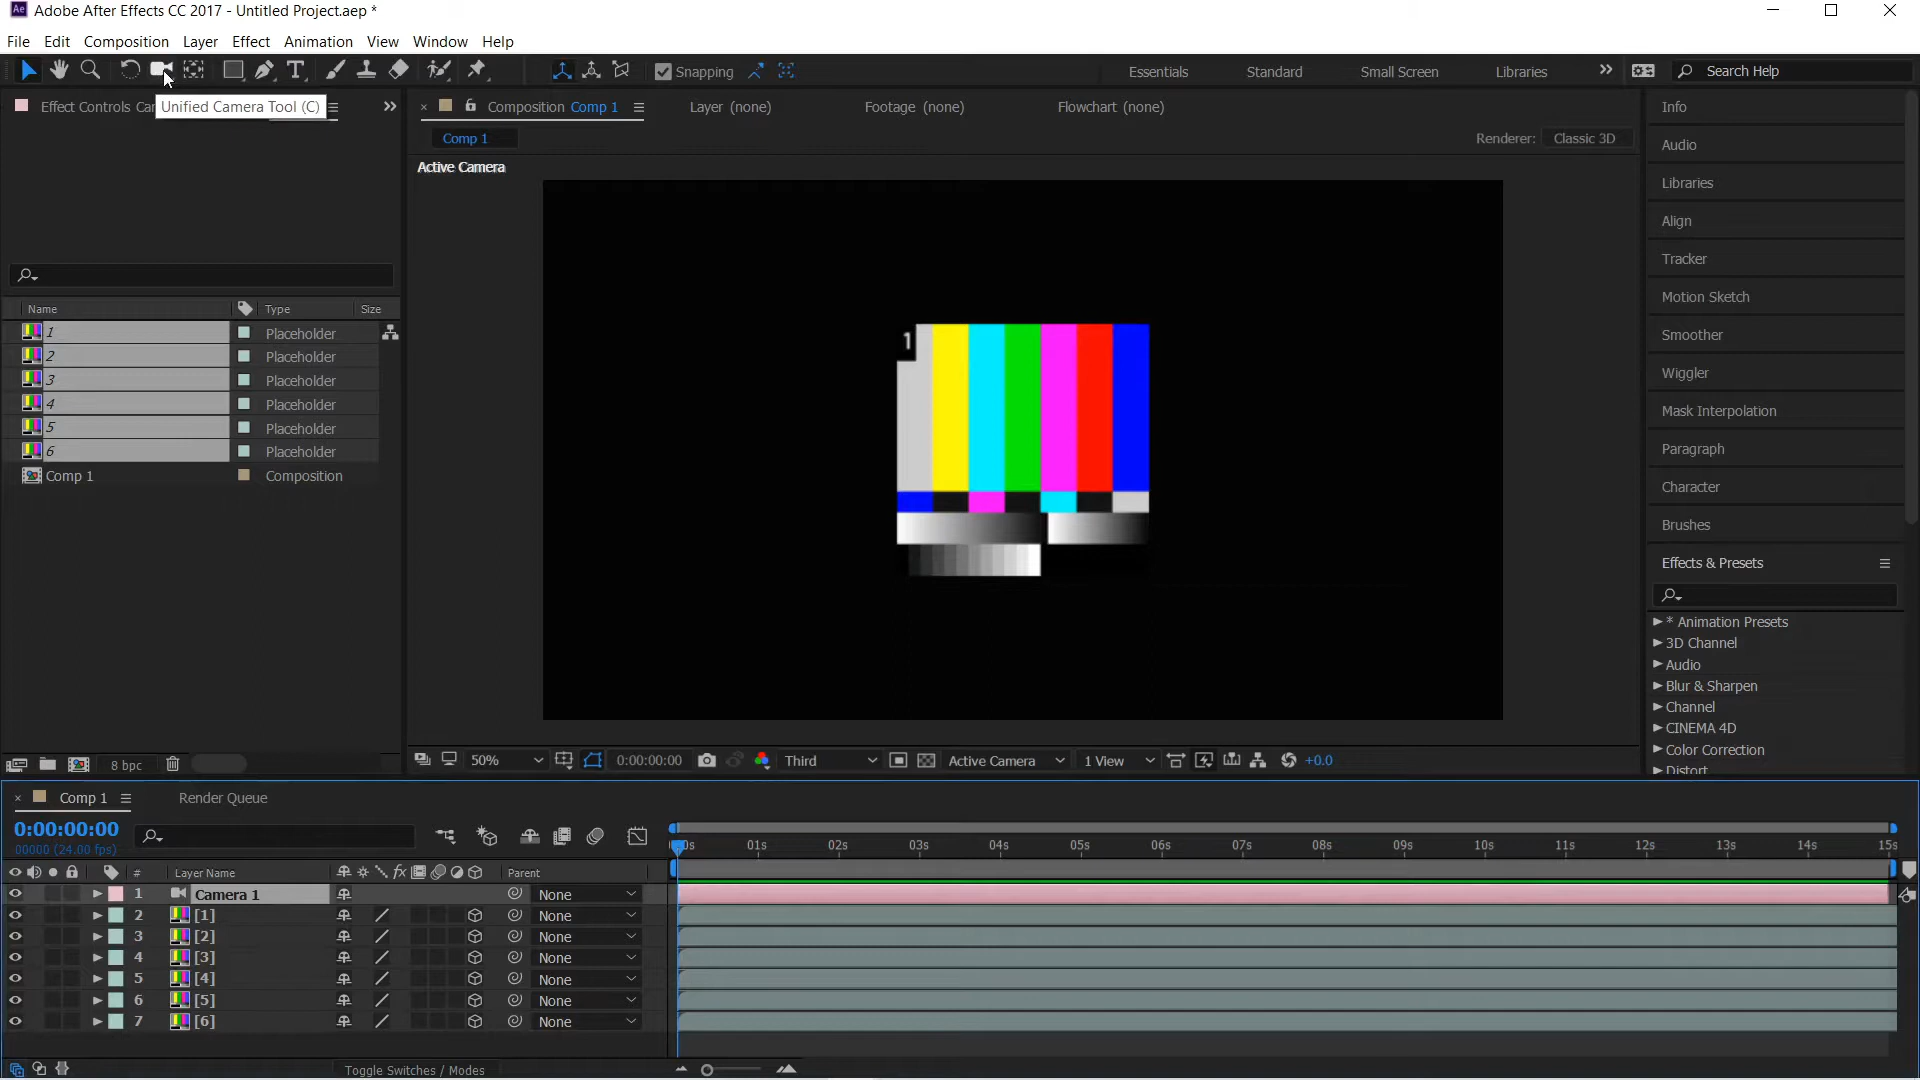 Ae Adobe After Effects CC 2017 - Untitled Project.aep *
File Edit Composition Layer Effect Animation View Window Help
T Snapping Essentials Standard Small Screen Libraries Search Help
Effect Controls Unified Camera Tool (C) Composition Comp 1 Layer (none) Footage (none) Flowchart (none) Info
Comp 1 Renderer: Classic 3D Audio
Active Camera
Libraries
Align
Tracker
Motion Sketch
Smoother
Wiggler
Mask Interpolation
Paragraph
Character
Brushes
Effects & Presets
* Animation Presets
3D Channel
Audio
Blur & Sharpen
Channel
CINEMA 4D
Color Correction
Distort
Name Type Size
1 Placeholder
2 Placeholder
3 Placeholder
4 Placeholder
5 Placeholder
6 Placeholder
Comp 1 Composition
1
8 bpc 50% 0:00:00:00 Third Active Camera 1 View +0.0
Comp 1 Render Queue
0:00:00:00
00000 (24.00 fps)
01s 02s 03s 04s 05s 06s 07s 08s 09s 10s 11s 12s 13s 14s 15s
# Layer Name fx Parent
1 Camera 1 None
2 [1] None
3 [2] None
4 [3] None
5 [4] None
6 [5] None
7 [6] None
Toggle Switches / Modes